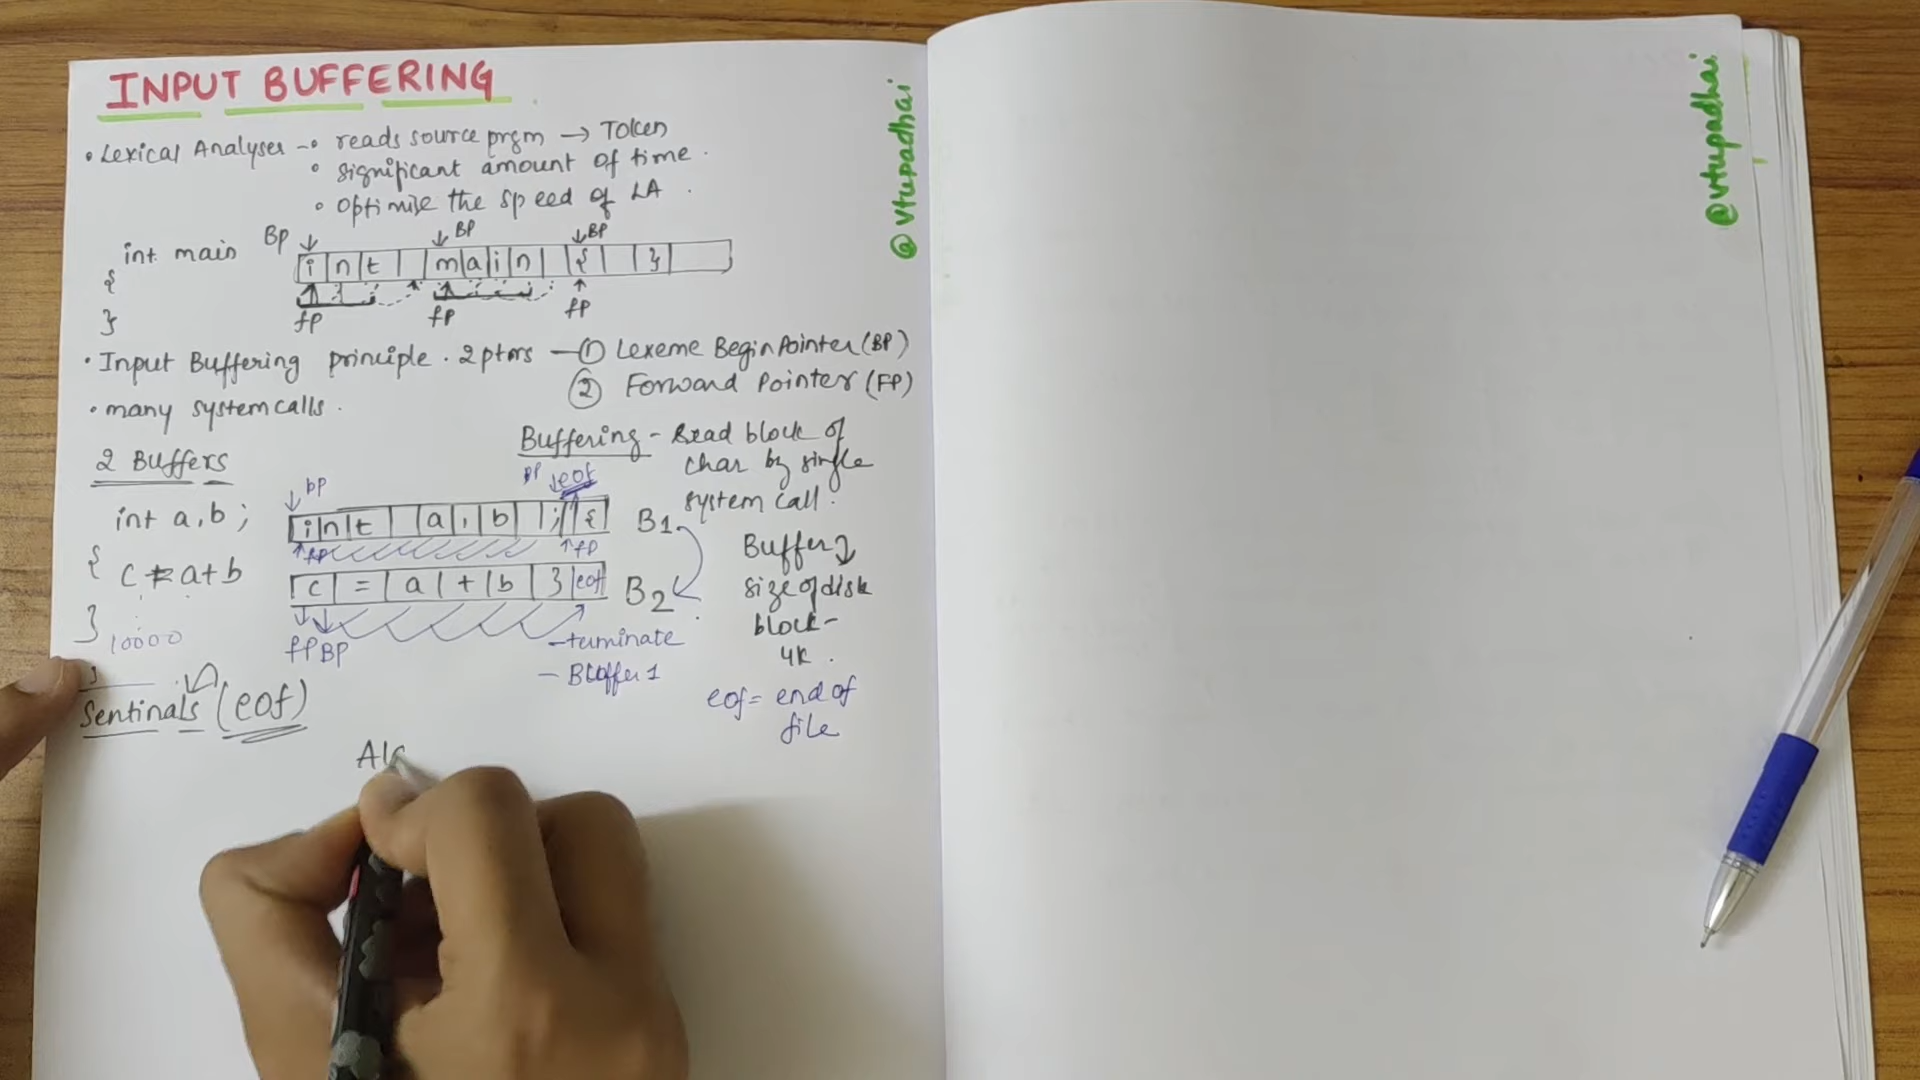 INPUT BUFFERING
• Lexical Analyser - • reads source prgm → Token
• significant amount of time.
• optimize the speed of LA.
int main
{
}
BP BP BP
i n t m a i n { }
fp fp fp
• Input Buffering principle. 2 ptrs — ① Lexeme Begin Pointer (BP)
② Forward Pointer (FP)
• many system calls.
Buffering - Read block of
char by single
system call.
2 Buffers
int a, b;
{ c = a+b
}
10000
}
bp BP eof
i n t a , b ; { B1
fp fp
c = a + b } eof B2
fp BP
- terminate
- Buffer 1
Buffer
size of disk
block -
4K.
eof = end of
file
Sentinals (eof)
Alg
@vtupadhai
@vtupadhai